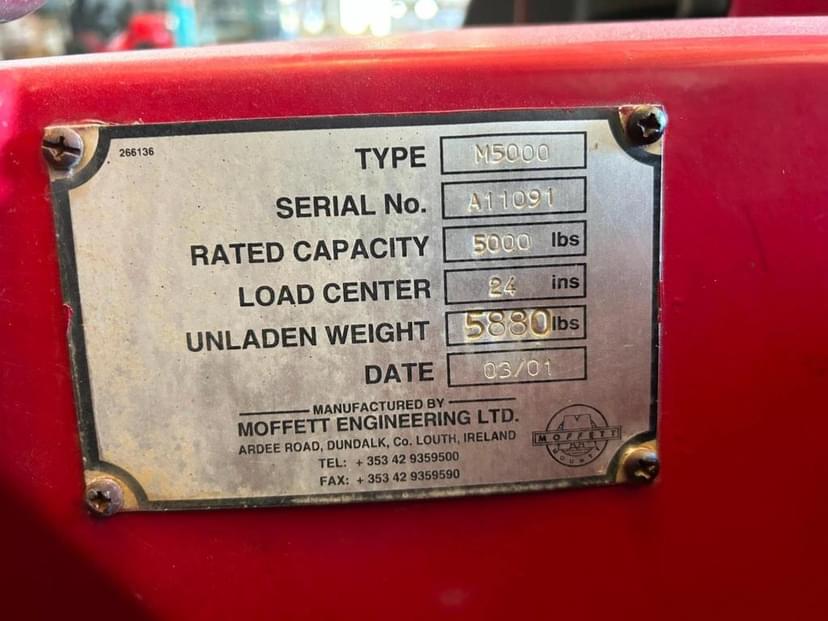 266136
TYPE M5000
SERIAL No. A11091
RATED CAPACITY 5000 lbs
LOAD CENTER 24 ins
UNLADEN WEIGHT 5880 lbs
DATE 03/01
MANUFACTURED BY
MOFFETT ENGINEERING LTD.
ARDEE ROAD, DUNDALK, Co. LOUTH, IRELAND
TEL: + 353 42 9359500
FAX: + 353 42 9359590
MOFFETT
MOUNTY